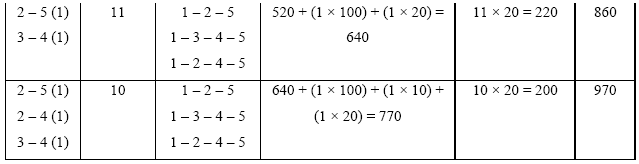 2 – 5 (1) 11 1 – 2 – 5 520 + (1 × 100) + (1 × 20) = 11 × 20 = 220 860
3 – 4 (1) 1 – 3 – 4 – 5 640
1 – 2 – 4 – 5
2 – 5 (1) 10 1 – 2 – 5 640 + (1 × 100) + (1 × 10) + 10 × 20 = 200 970
2 – 4 (1) 1 – 3 – 4 – 5 (1 × 20) = 770
3 – 4 (1) 1 – 2 – 4 – 5